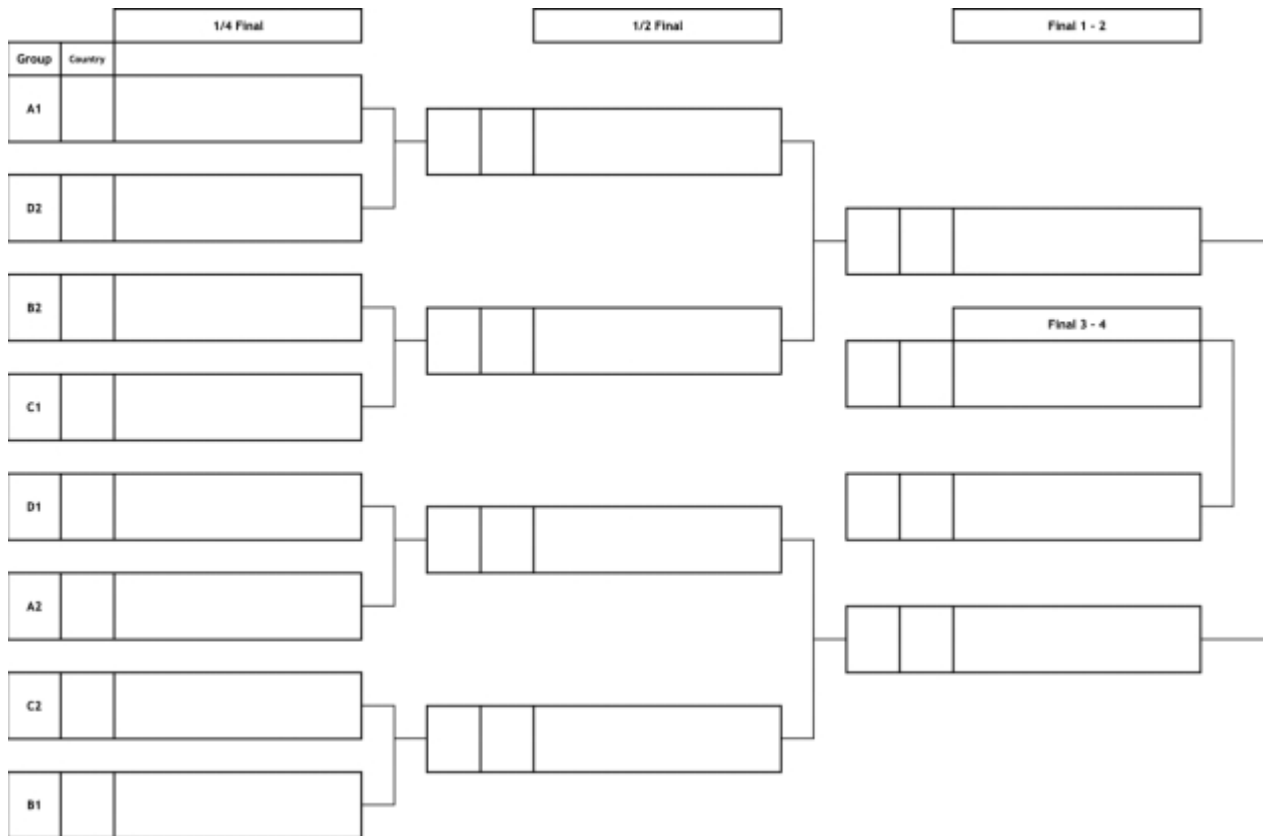 1/4 Final
1/2 Final
Final 1 - 2
Group Country
A1
D2
B2
Final 3 - 4
C1
D1
A2
C2
B1